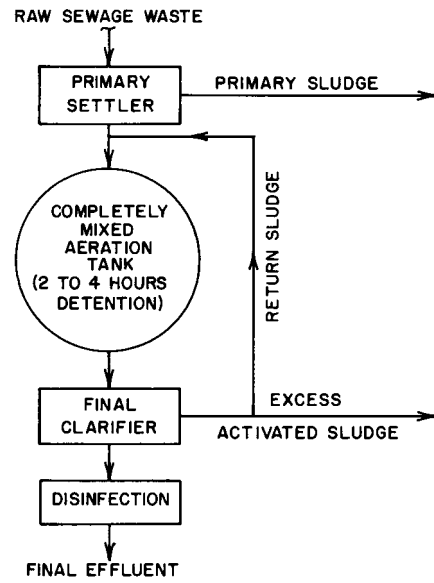 RAW SEWAGE WASTE
PRIMARY
SETTLER
PRIMARY SLUDGE
COMPLETELY
MIXED
AERATION
TANK
(2 TO 4 HOURS
DETENTION)
RETURN SLUDGE
FINAL
CLARIFIER
EXCESS
ACTIVATED SLUDGE
DISINFECTION
FINAL EFFLUENT